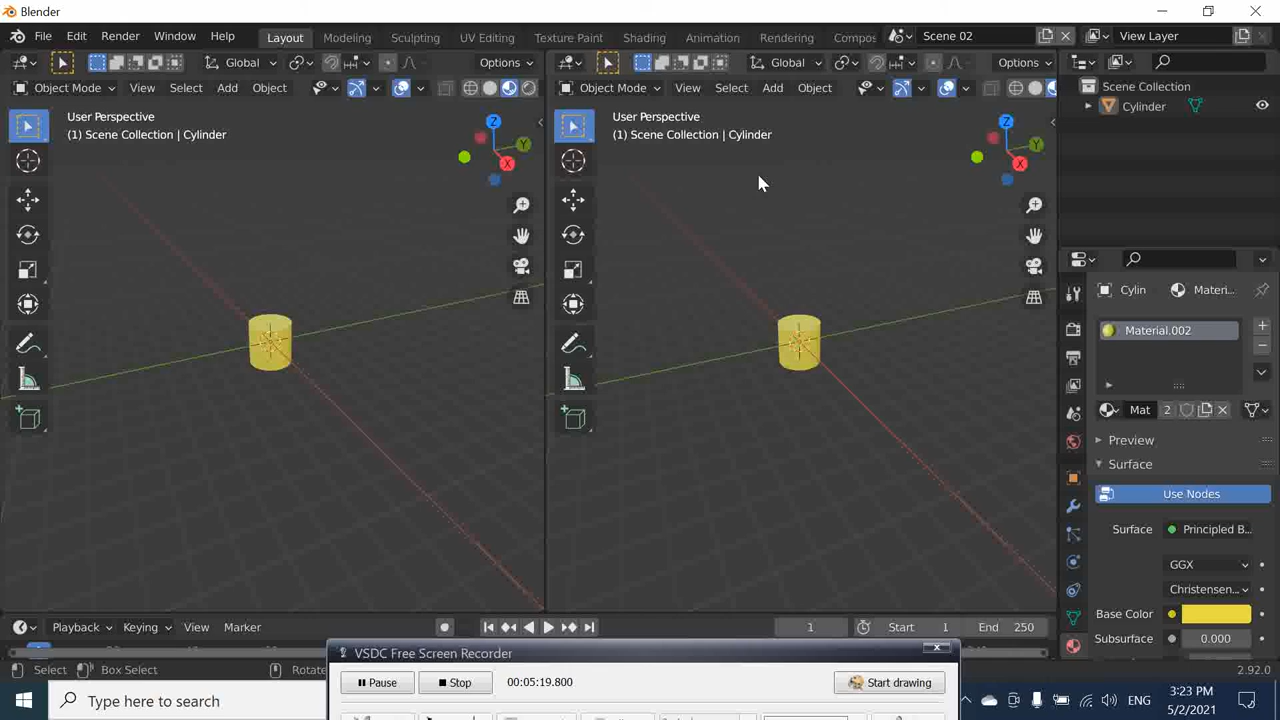 Blender
File Edit Render Window Help Layout Modeling Sculpting UV Editing Texture Paint Shading Animation Rendering Compos Scene 02 View Layer
Global Options Global Options
Object Mode View Select Add Object Object Mode View Select Add Object
Scene Collection
Cylinder
User Perspective
(1) Scene Collection | Cylinder
User Perspective
(1) Scene Collection | Cylinder
Z Y X
Z Y X
Cylin Materi...
Material.002
Mat 2
Preview
Surface
Use Nodes
Surface Principled B...
GGX
Christensen...
Base Color
Subsurface 0.000
Playback Keying View Marker 1 Start 1 End 250
Select Box Select Rotate 2.92.0
VSDC Free Screen Recorder
Pause Stop 00:05:19.800 Start drawing
Type here to search
ENG 3:23 PM
5/2/2021